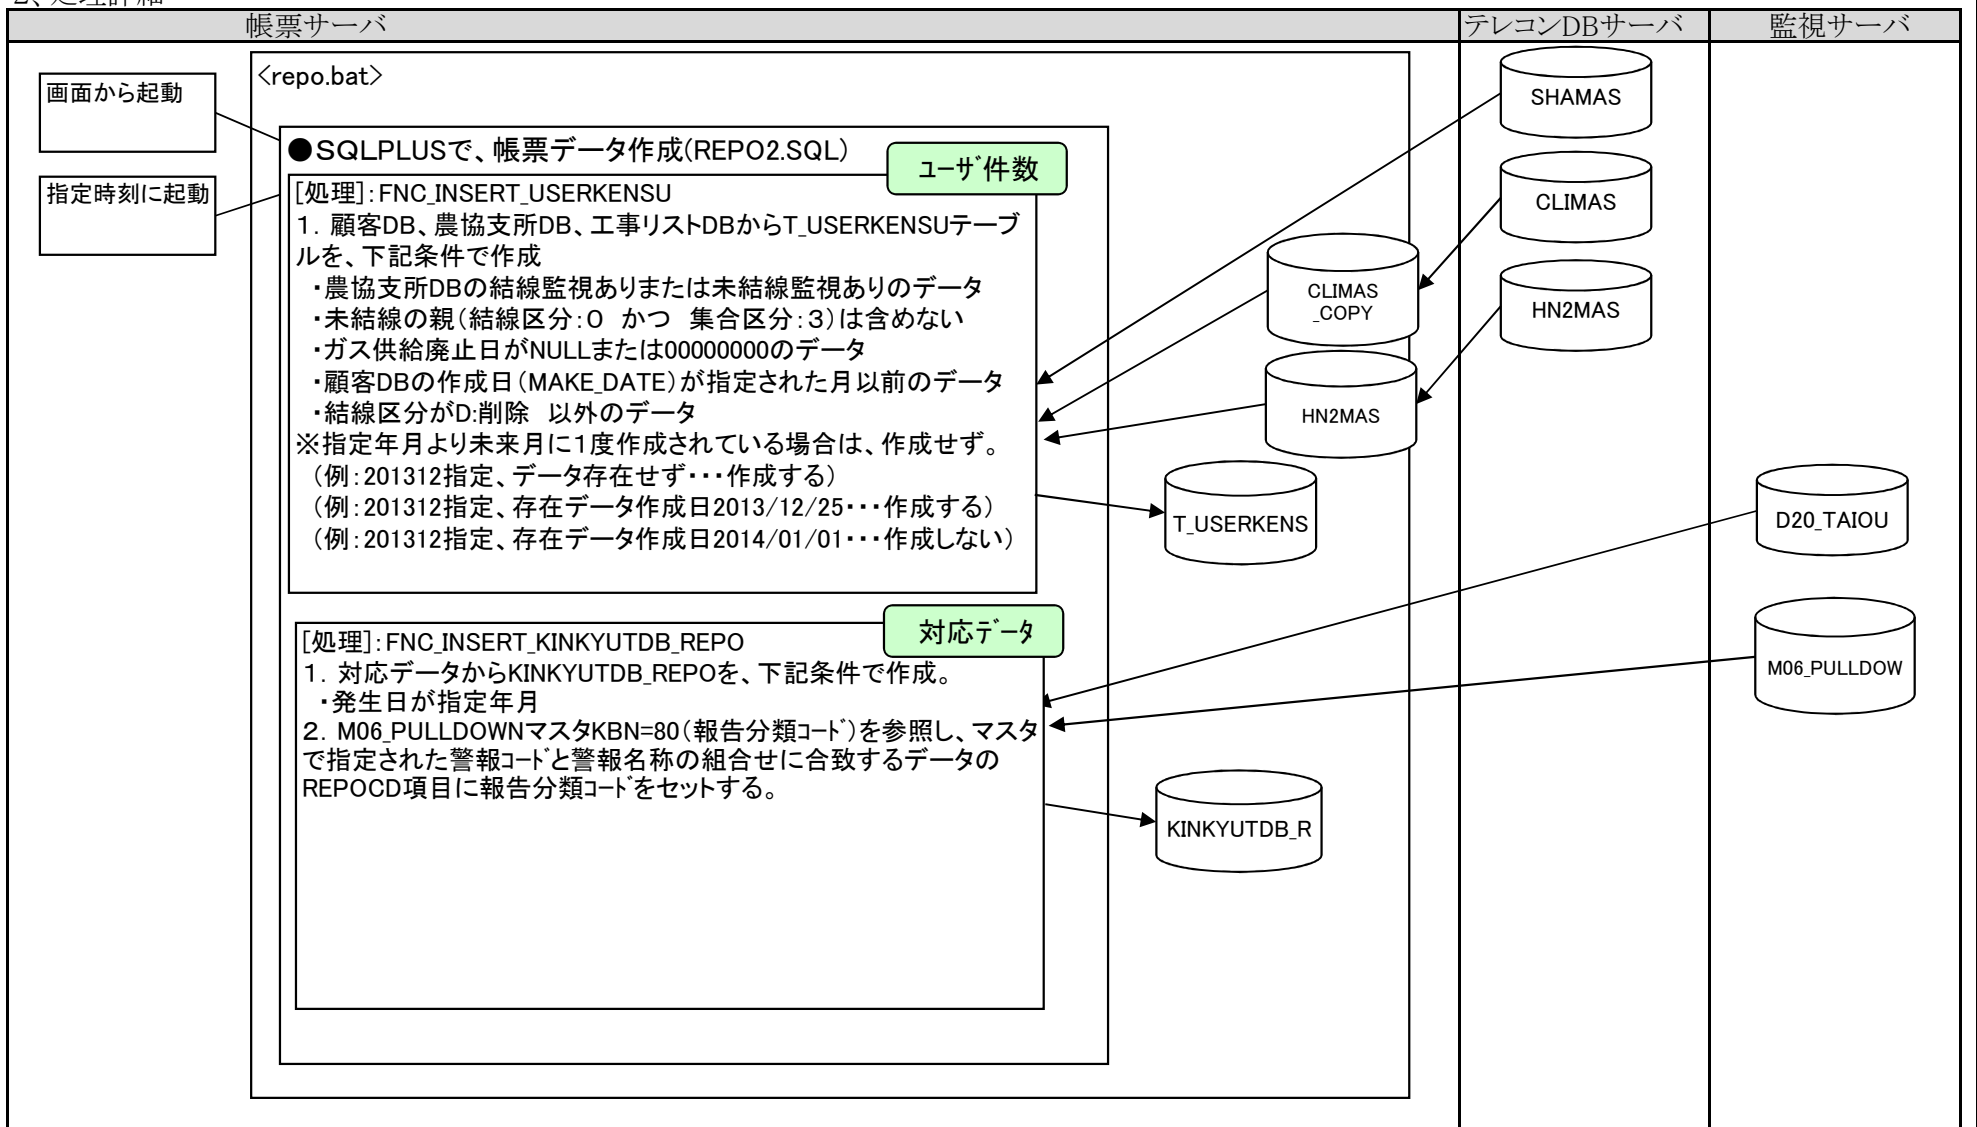 帳票サーバ
テレコンDBサーバ
監視サーバ
<repo.bat>
画面から起動
指定時刻に起動
●SQLPLUSで、帳票データ作成(REPO2.SQL)
ﾕｰｻﾞ件数
[処理]：FNC_INSERT_USERKENSU
１．顧客DB、農協支所DB、工事リストDBからT_USERKENSUテーブ
ルを、下記条件で作成
・農協支所DBの結線監視ありまたは未結線監視ありのデータ
・未結線の親（結線区分：０　かつ　集合区分：３）は含めない
・ガス供給廃止日がNULLまたは00000000のデータ
・顧客DBの作成日（MAKE_DATE）が指定された月以前のデータ
・結線区分がD:削除　以外のデータ
※指定年月より未来月に１度作成されている場合は、作成せず。
（例：201312指定、データ存在せず・・・作成する）
（例：201312指定、存在データ作成日2013/12/25・・・作成する）
（例：201312指定、存在データ作成日2014/01/01・・・作成しない）
対応ﾃﾞｰﾀ
[処理]：FNC_INSERT_KINKYUTDB_REPO
１．対応データからKINKYUTDB_REPOを、下記条件で作成。
・発生日が指定年月
２．M06_PULLDOWNマスタKBN=80（報告分類ｺｰﾄﾞ）を参照し、マスタ
で指定された警報ｺｰﾄﾞと警報名称の組合せに合致するデータの
REPOCD項目に報告分類ｺｰﾄﾞをセットする。
SHAMAS
CLIMAS
HN2MAS
CLIMAS
_COPY
HN2MAS
T_USERKENS
D20_TAIOU
M06_PULLDOW
KINKYUTDB_R